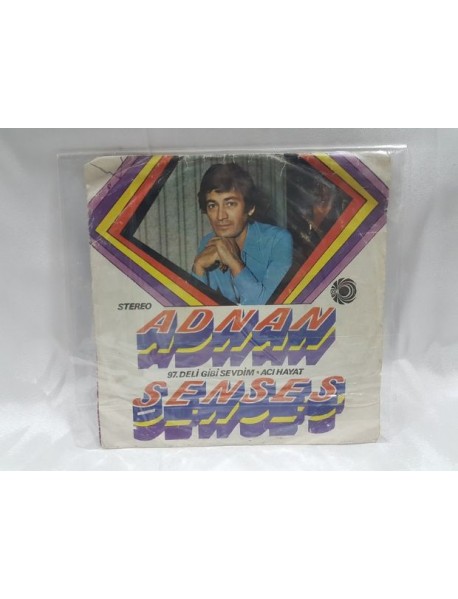 STEREO
ADNAN
97. DELİ GİBİ SEVDİM • ACI HAYAT
SENSES